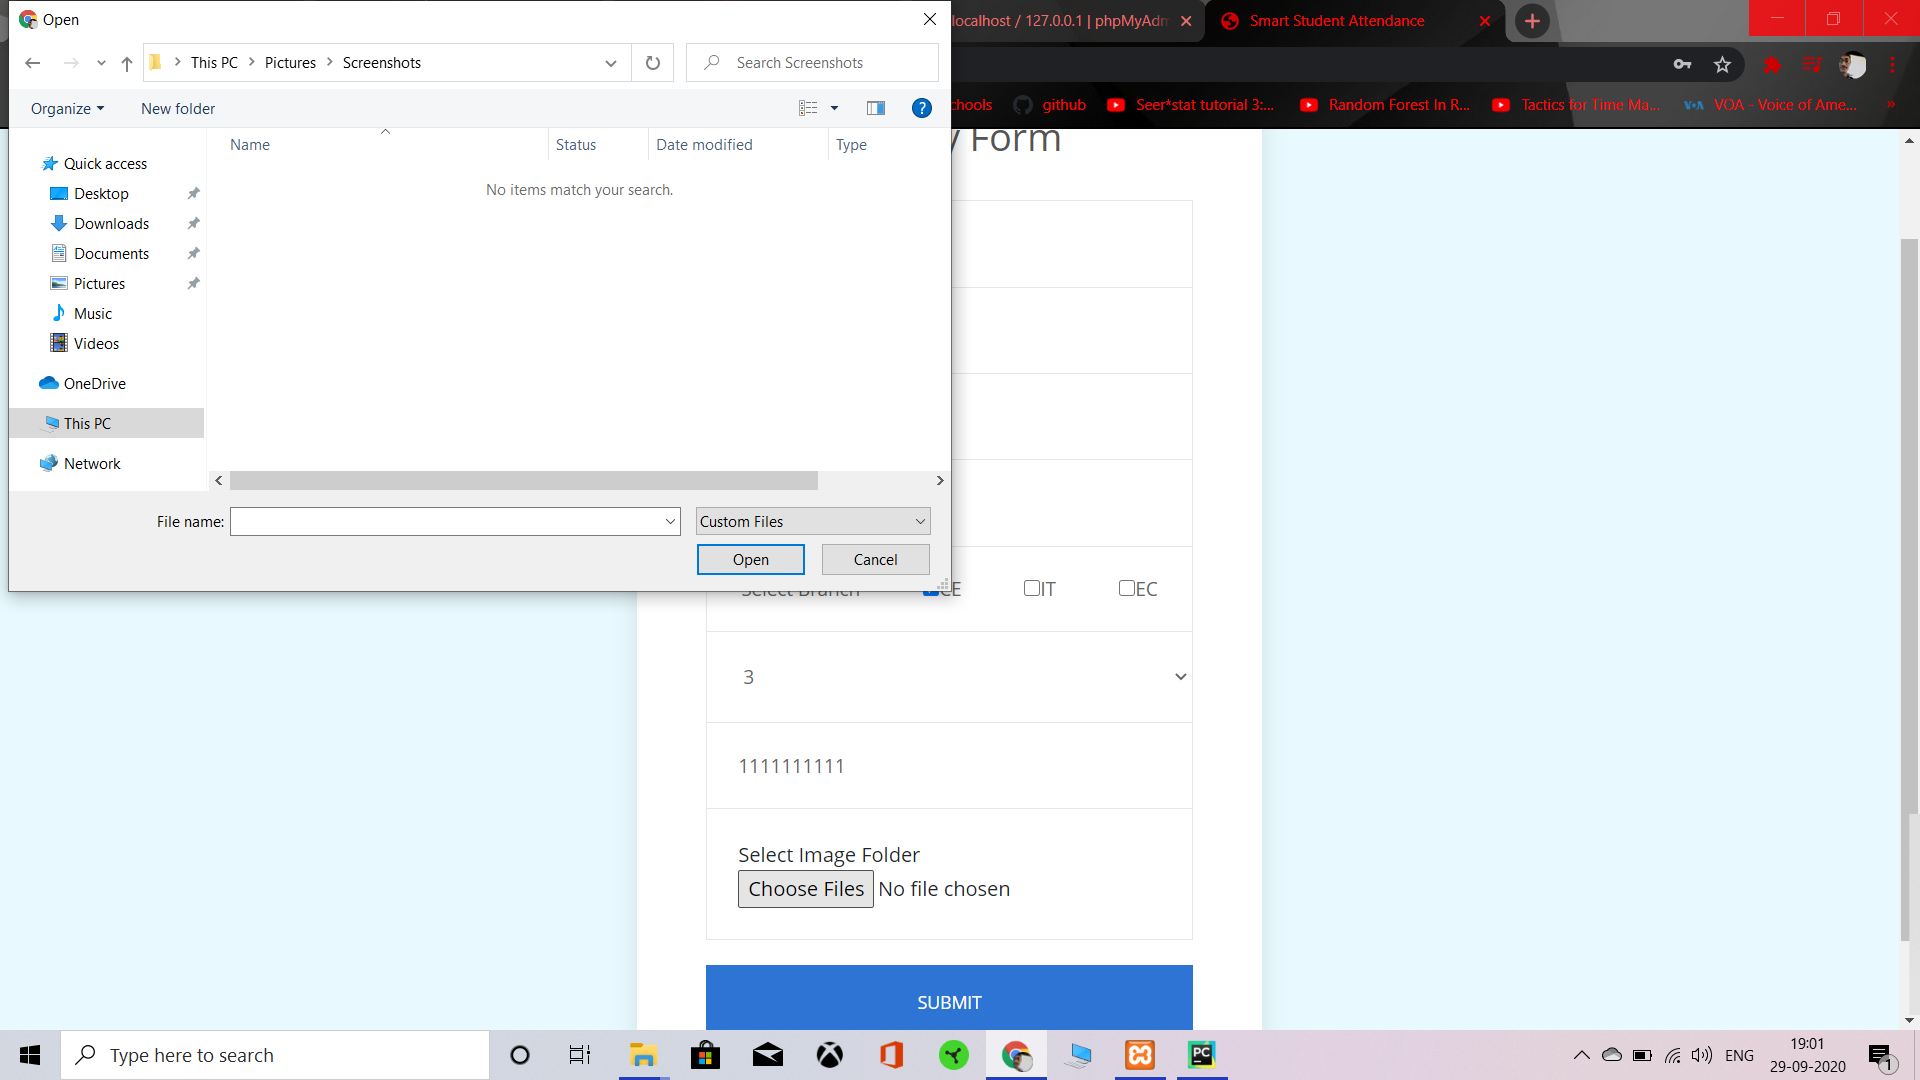 Open
localhost / 127.0.0.1 | phpMyAdm
Smart Student Attendance
This PC
Pictures
Screenshots
Search Screenshots
Organize
New folder
chools
github
Seer*stat tutorial 3:...
Random Forest In R...
Tactics for Time Ma...
VOA
VOA - Voice of Ame...
»
Name
Status
Date modified
Type
y Form
No items match your search.
Quick access
Desktop
Downloads
Documents
Pictures
Music
Videos
OneDrive
This PC
Network
File name:
Custom Files
Open
Cancel
Select Branch
CE
IT
EC
3
1111111111
Select Image Folder
Choose Files No file chosen
SUBMIT
Type here to search
PC
ENG
19:01
29-09-2020
1